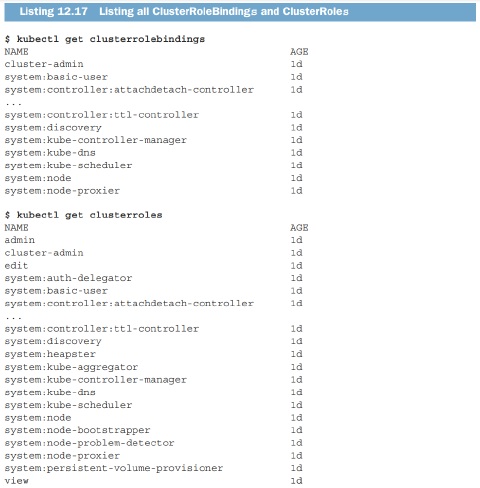 Listing 12.17 Listing all ClusterRoleBindings and ClusterRoles
$ kubectl get clusterrolebindings
NAME AGE
cluster-admin 1d
system:basic-user 1d
system:controller:attachdetach-controller 1d
...
system:controller:ttl-controller 1d
system:discovery 1d
system:kube-controller-manager 1d
system:kube-dns 1d
system:kube-scheduler 1d
system:node 1d
system:node-proxier 1d
$ kubectl get clusterroles
NAME AGE
admin 1d
cluster-admin 1d
edit 1d
system:auth-delegator 1d
system:basic-user 1d
system:controller:attachdetach-controller 1d
...
system:controller:ttl-controller 1d
system:discovery 1d
system:heapster 1d
system:kube-aggregator 1d
system:kube-controller-manager 1d
system:kube-dns 1d
system:kube-scheduler 1d
system:node 1d
system:node-bootstrapper 1d
system:node-problem-detector 1d
system:node-proxier 1d
system:persistent-volume-provisioner 1d
view 1d